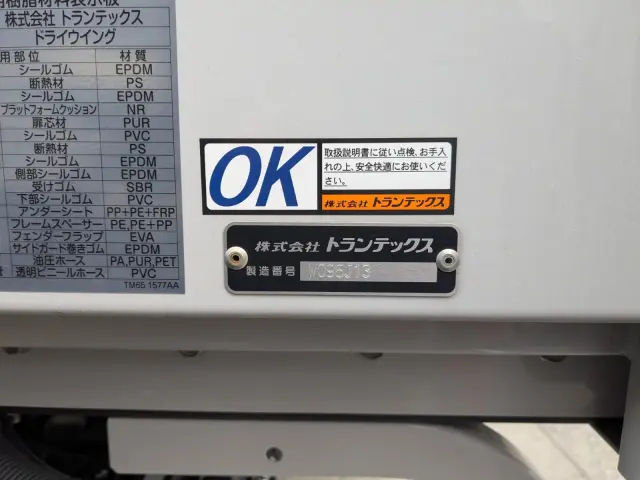 用樹脂材料表示板
株式会社 トランテックス
ドライウイング
用部位 材質
シールゴム EPDM
断熱材 PS
シールゴム EPDM
プラットフォームクッション NR
扉芯材 PUR
シールゴム PVC
断熱材 PS
シールゴム EPDM
側部シールゴム EPDM
受けゴム SBR
下部シールゴム PVC
アンダーシート PP+PE+FRP
フレームスペーサー PE,PE+PP
フェンダーフラップ EVA
サイドガード巻きゴム EPDM
油圧ホース PA,PUR,PET
透明ビニールホース PVC
TM65 1577AA
OK
取扱説明書に従い点検、お手入
れの上、安全快適にお使いくだ
さい。
株式会社 トランテックス
株式会社 トランテックス
製造番号 WO95J13